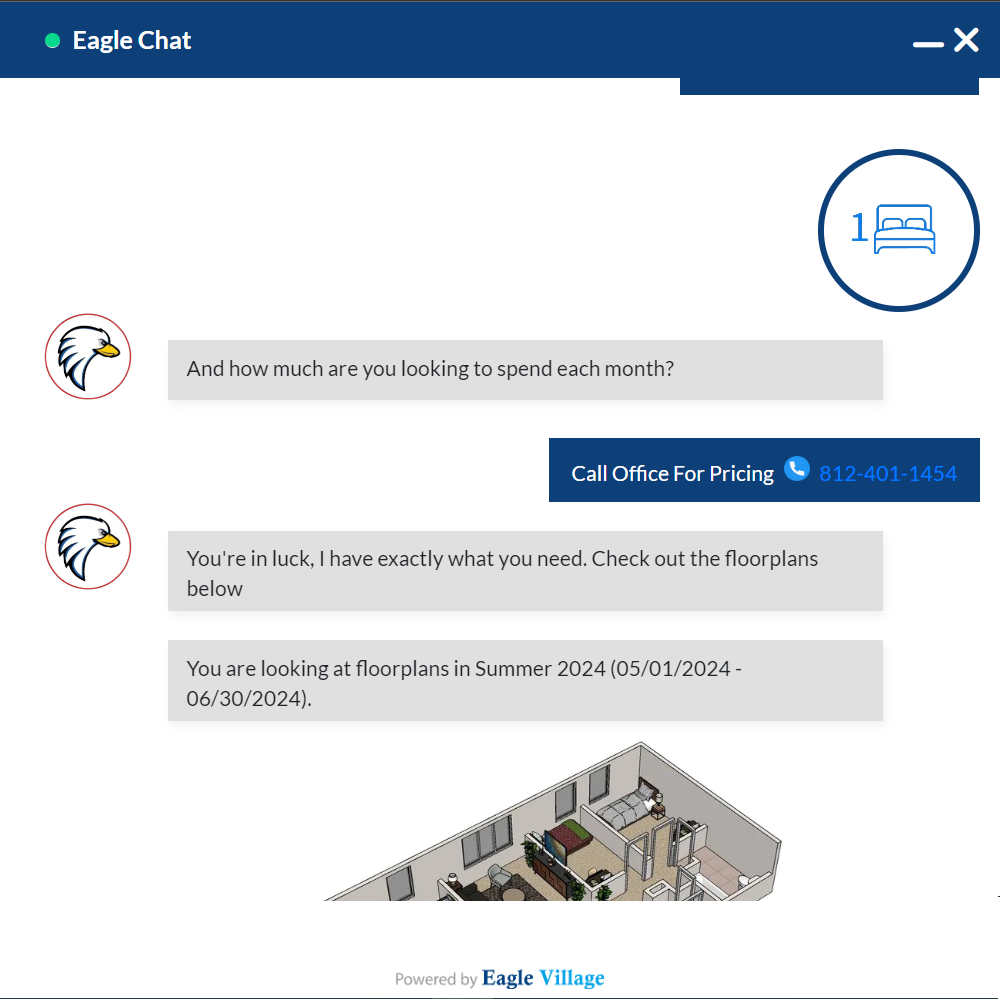 Eagle Chat
1
And how much are you looking to spend each month?
Call Office For Pricing 812-401-1454
You're in luck, I have exactly what you need. Check out the floorplans
below
You are looking at floorplans in Summer 2024 (05/01/2024 -
06/30/2024).
Powered by Eagle Village